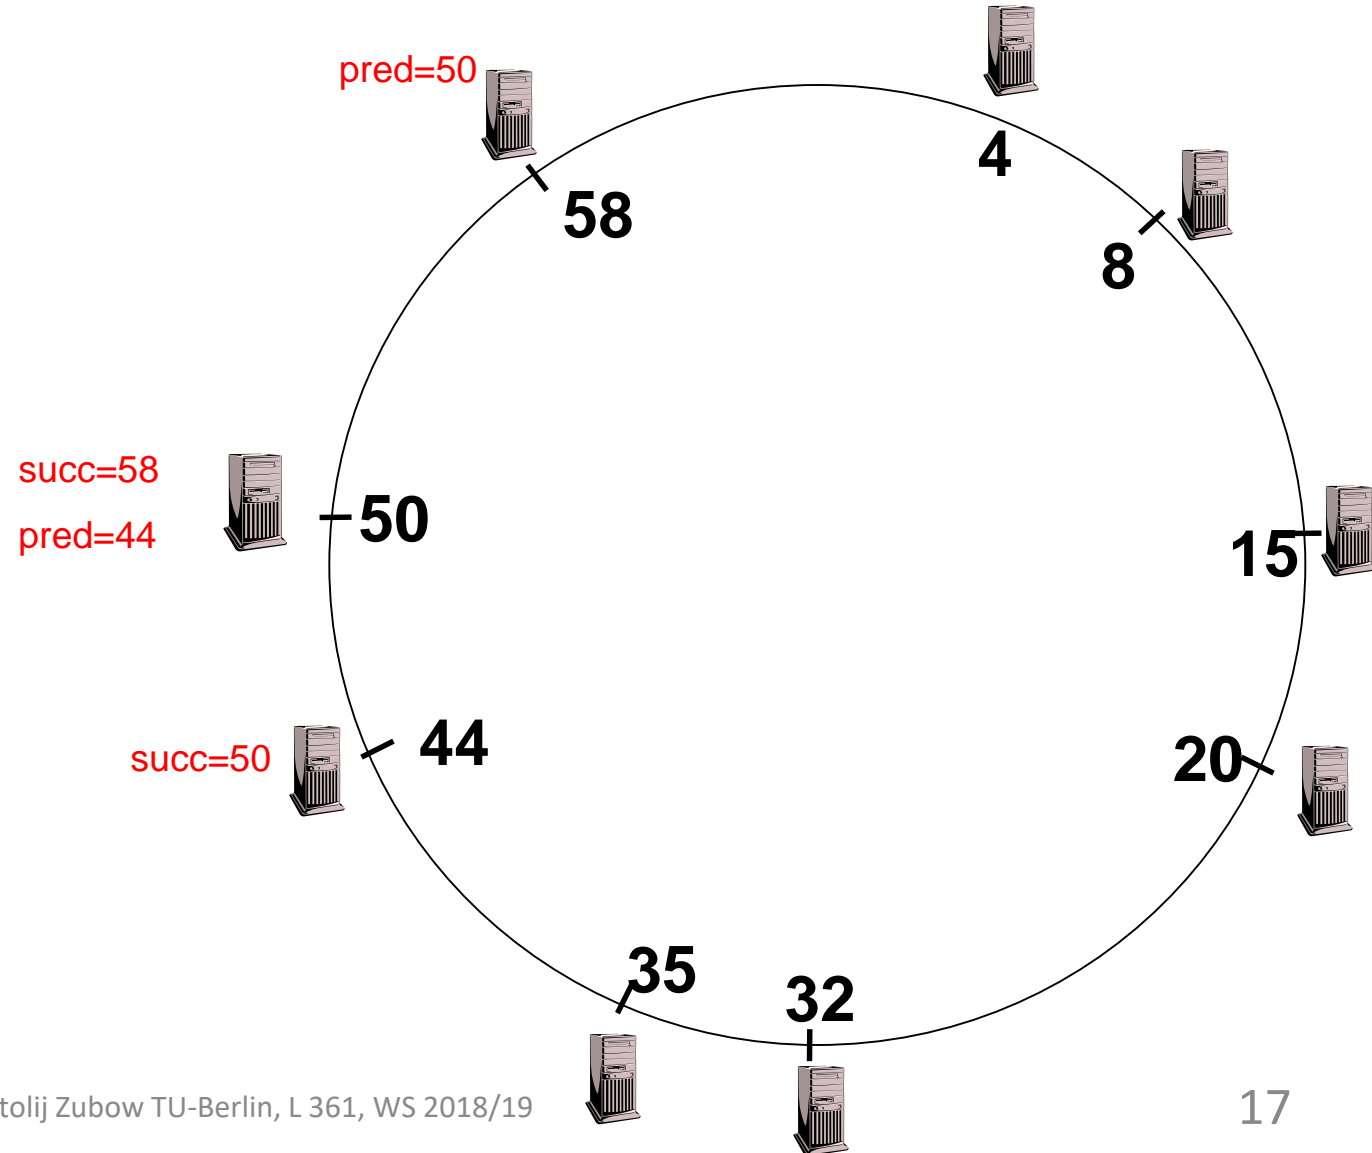 pred=50
4
58
8
succ=58
50
pred=44
15
44
succ=50
20
35
32
tolij Zubow TU-Berlin, L 361, WS 2018/19
17